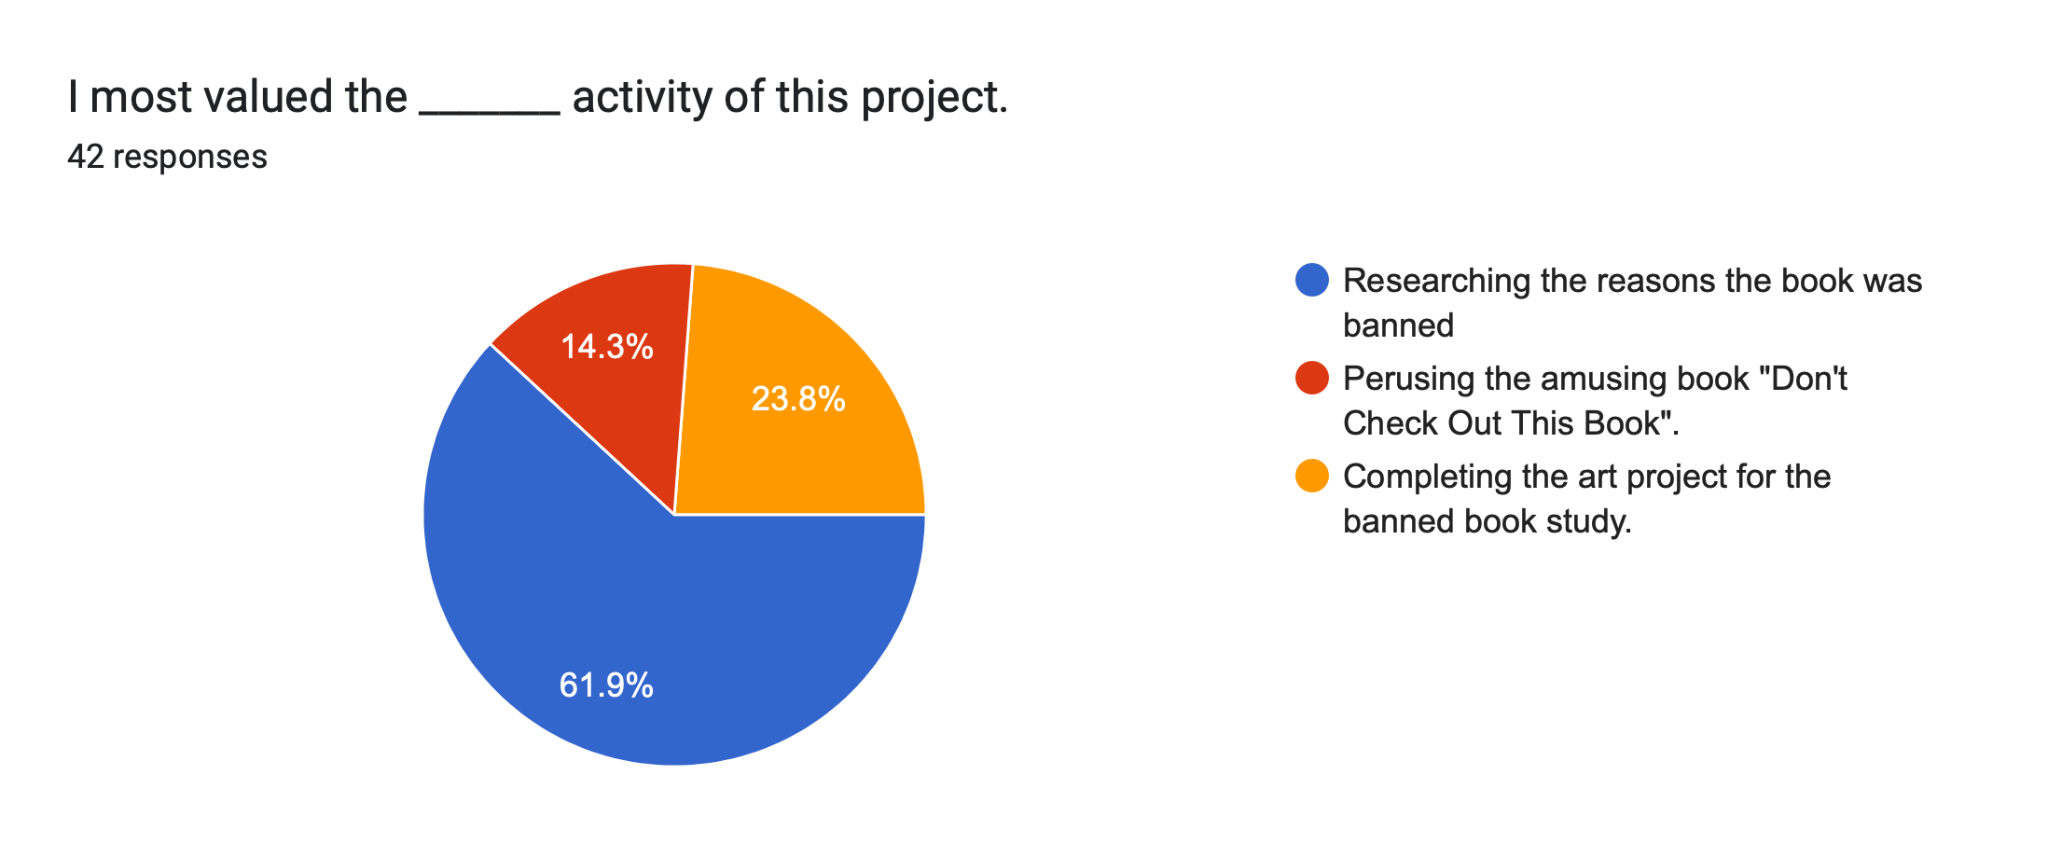 I most valued the _______ activity of this project.
42 responses
14.3%
23.8%
61.9%
Researching the reasons the book was
banned
Perusing the amusing book "Don't
Check Out This Book".
Completing the art project for the
banned book study.